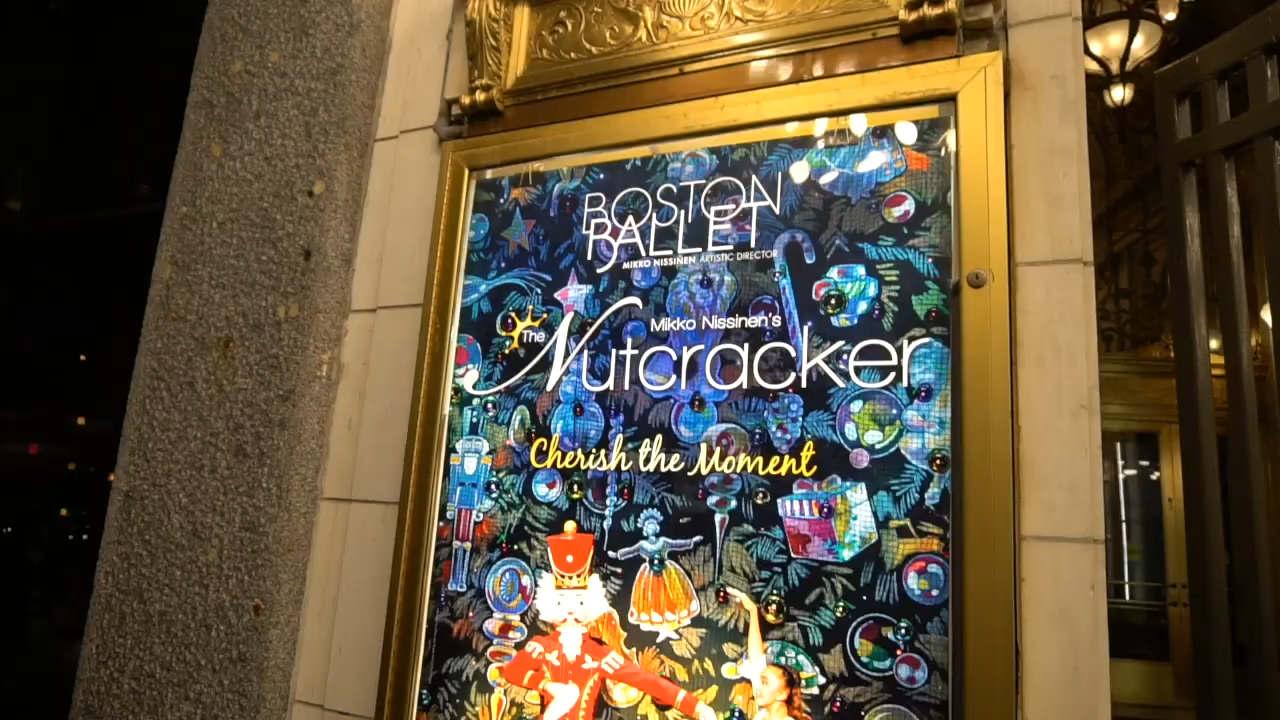 BOSTON
BALLET
MIKKO NISSINEN ARTISTIC DIRECTOR
Mikko Nissinen's
The Nutcracker
Cherish the Moment